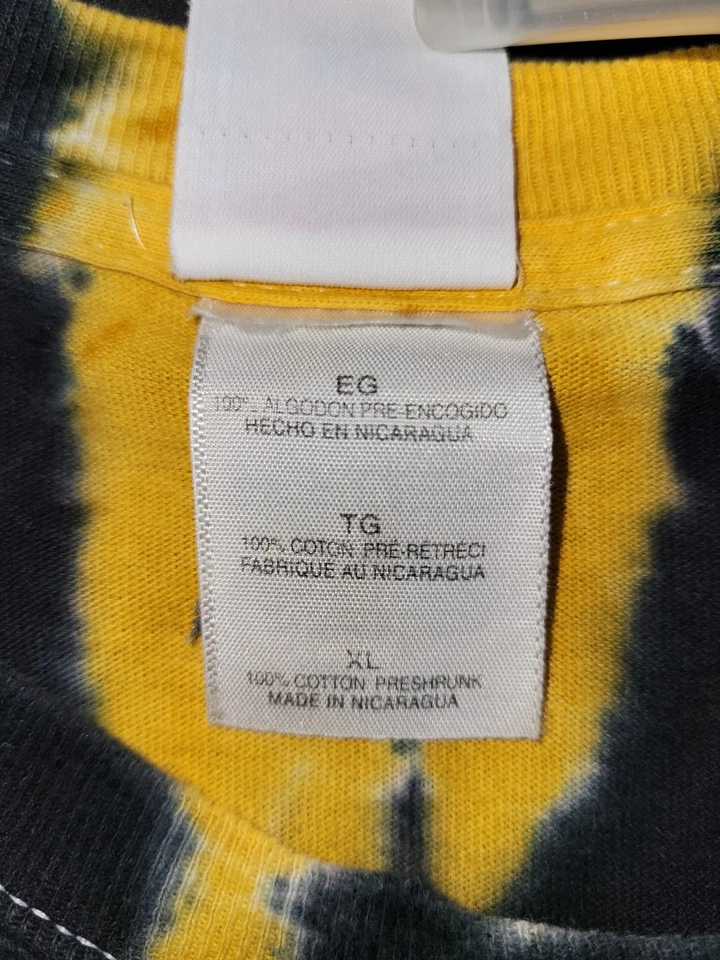 EG
100% ALGODON PRE-ENCOGIDO
HECHO EN NICARAGUA
TG
100% COTON PRÉ-RÉTRÉCI
FABRIQUE AU NICARAGUA
XL
100% COTTON PRESHRUNK
MADE IN NICARAGUA